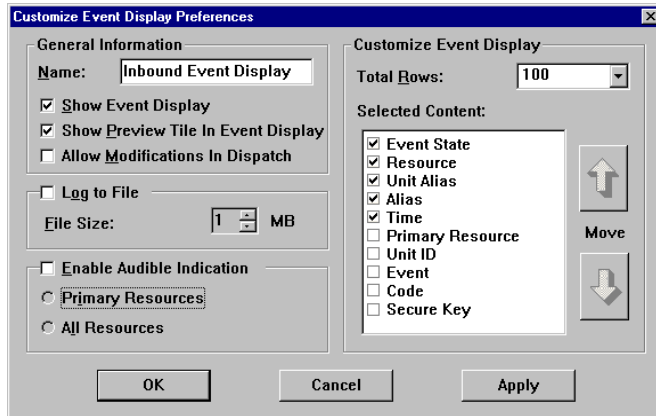 Customize Event Display Preferences
General Information
Name: Inbound Event Display
Show Event Display
Show Preview Tile In Event Display
Allow Modifications In Dispatch
Log to File
File Size: 1 MB
Enable Audible Indication
Primary Resources
All Resources
Customize Event Display
Total Rows: 100
Selected Content:
Event State
Resource
Unit Alias
Alias
Time
Primary Resource
Unit ID
Event
Code
Secure Key
Move
OK
Cancel
Apply